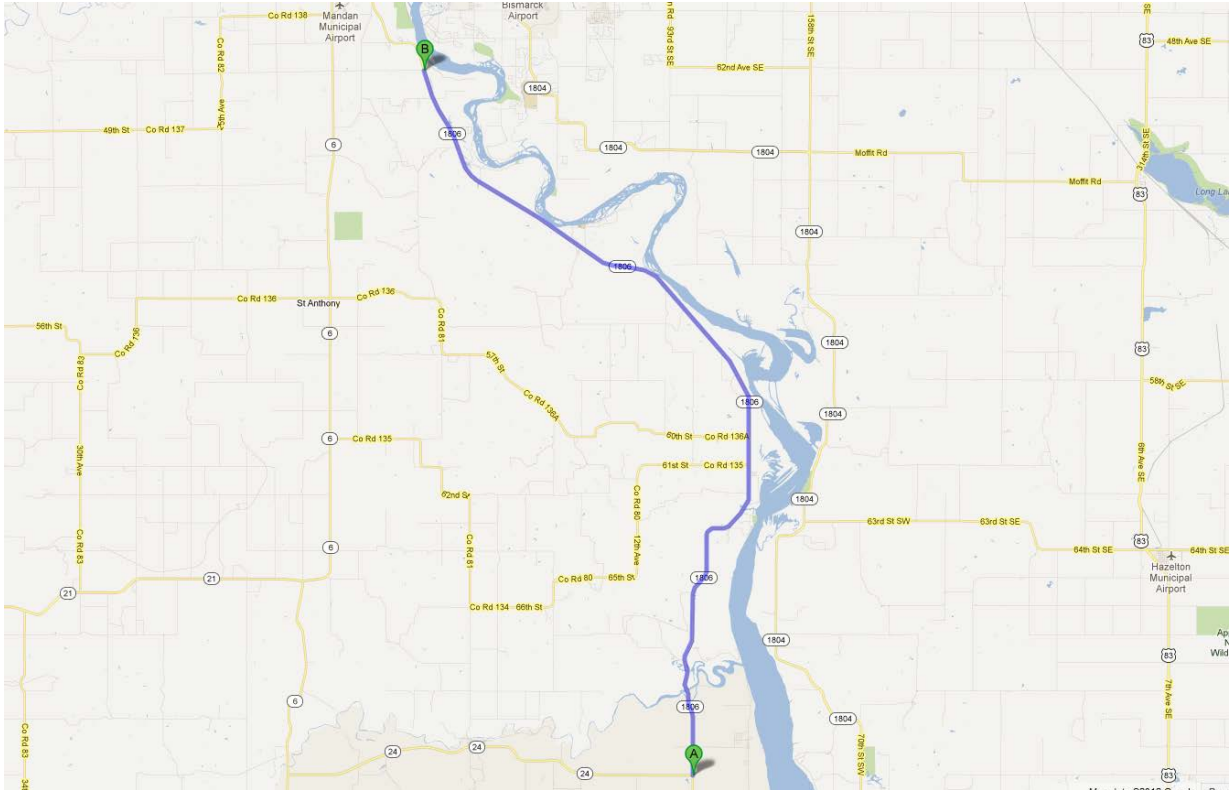 Co Rd 138
Mandan
Municipal
Airport
Bismarck
Airport
83
48th Ave SE
Co Rd 82
B
62nd Ave SE
158th St SE
1804
49th St Co Rd 137
6
1806
1804
1804
Moffit Rd
314th St SE
Moffit Rd
83
Long
1804
1806
Co Rd 136
Co Rd 136
St Anthony
56th St
6
Co Rd 136
Co Rd 81
1804
83
Co Rd 83
57th St
58th St SE
Co Rd 136A
1806
1804
60th St Co Rd 136A
6
Co Rd 135
30th Ave
6th Ave SE
61st St Co Rd 135
62nd St
Co Rd 80
1804
63rd St SW
63rd St SE
12th Ave
83
6
Co Rd 83
Co Rd 81
64th St SE
64th St SE
Hazelton
Municipal
Airport
21
Co Rd 80 65th St
1806
21
Co Rd 134 66th St
1804
Wild
83
6
1806
7th Ave SE
1804
Co Rd 83
24
24
70th St SW
A
24
83